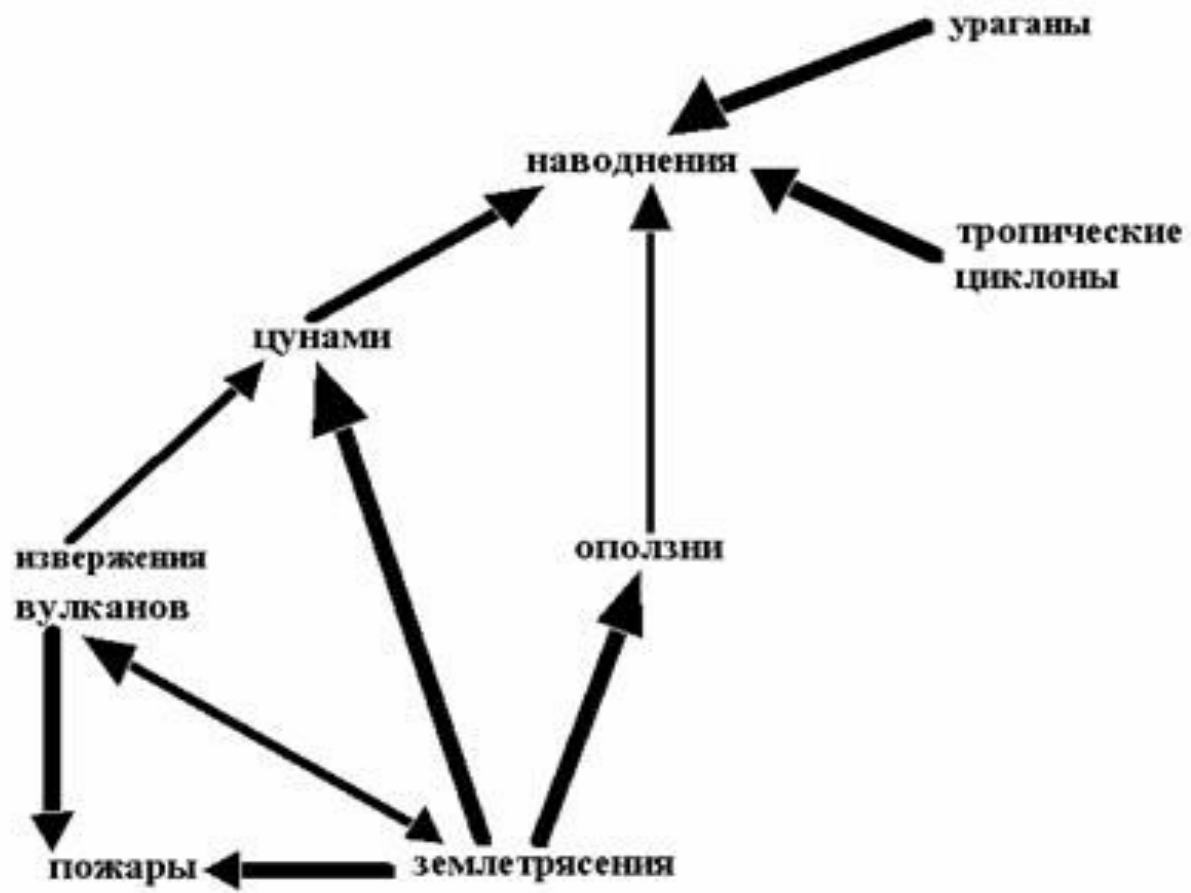 ураганы
наводнения
тропические
циклоны
цунами
извержения
вулканов
оползни
пожары
землетрясения